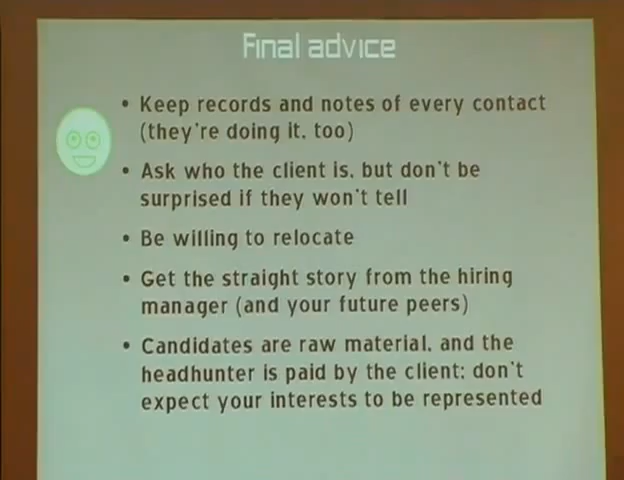 Final advice
• Keep records and notes of every contact
(they're doing it, too)
• Ask who the client is, but don't be
surprised if they won't tell
• Be willing to relocate
• Get the straight story from the hiring
manager (and your future peers)
• Candidates are raw material, and the
headhunter is paid by the client; don't
expect your interests to be represented